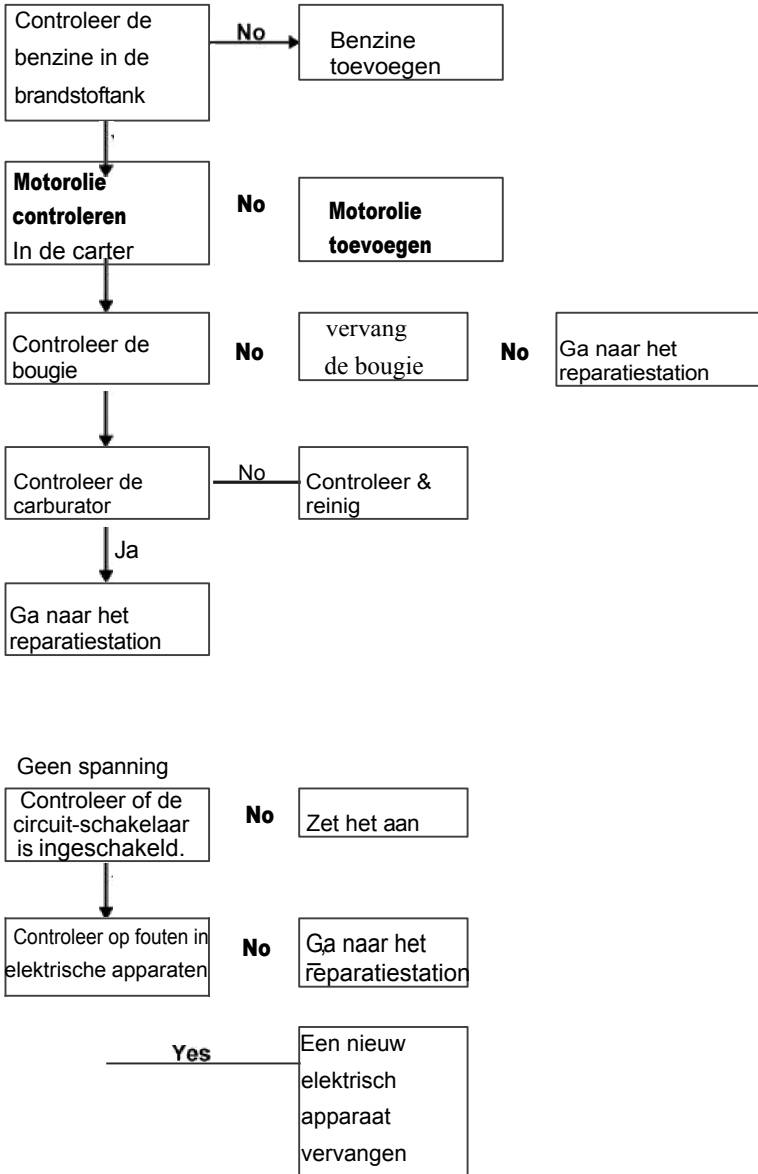 Controleer de
benzine in de
brandstoftank
No
Benzine
toevoegen
Motorolie
controleren
In de carter
No
Motorolie
toevoegen
Controleer de
bougie
No
vervang
de bougie
No
Ga naar het
reparatiestation
Controleer de
carburator
No
Controleer &
reinig
Ja
Ga naar het
reparatiestation
Geen spanning
Controleer of de
circuit-schakelaar
is ingeschakeld.
No
Zet het aan
Controleer op fouten in
elektrische apparaten
No
Ga naar het
reparatiestation
Yes
Een nieuw
elektrisch
apparaat
vervangen